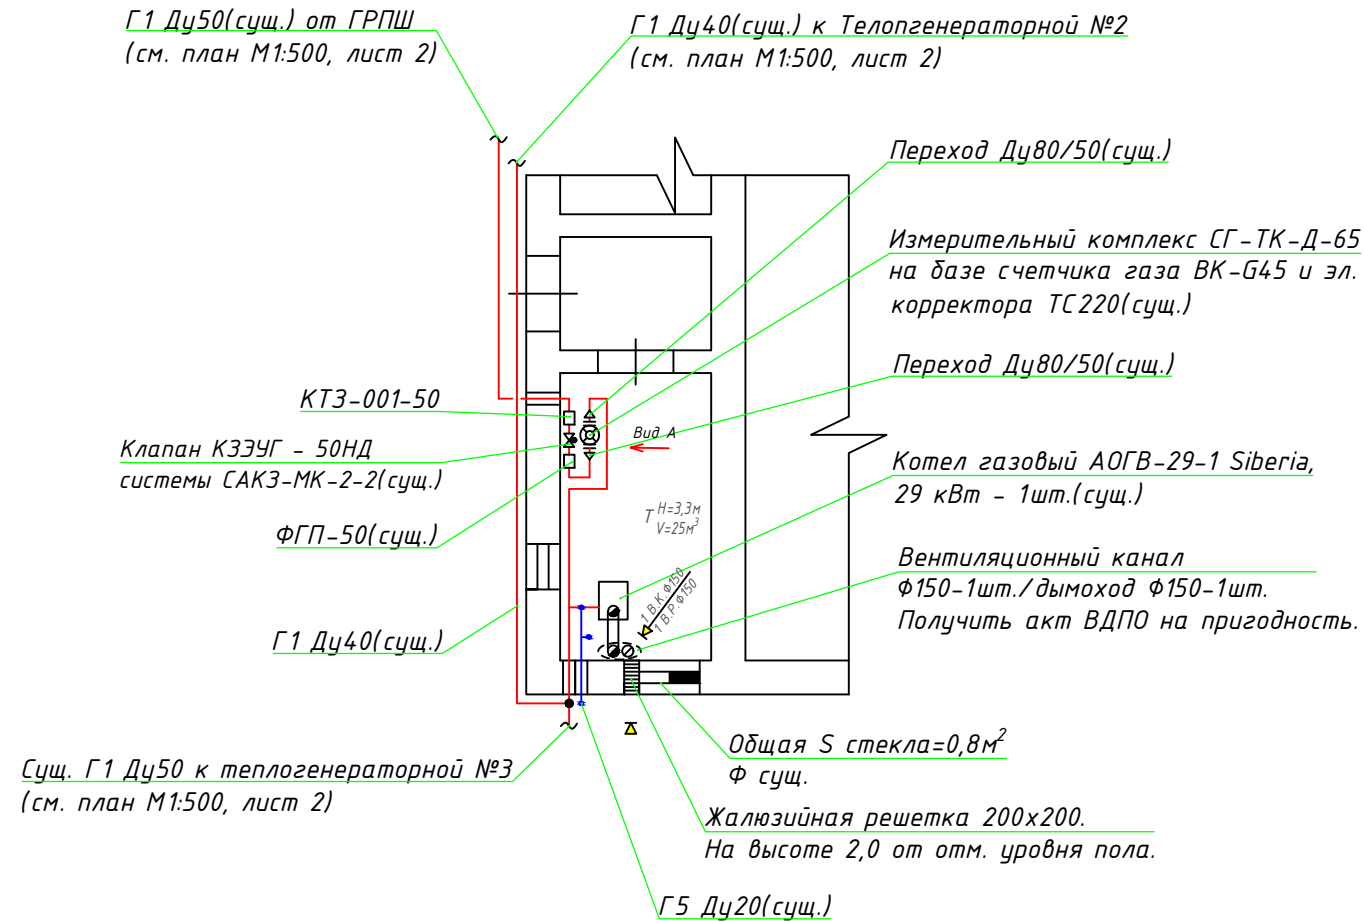 Г1 Ду50(сущ.) от ГРПШ
(см. план М1:500, лист 2)
Г1 Ду40(сущ.) к Телопгенераторной №2
(см. план М1:500, лист 2)
Переход Ду80/50(сущ.)
Измерительный комплекс СГ-ТК-Д-65
на базе счетчика газа ВК-G45 и эл.
корректора ТС220(сущ.)
Переход Ду80/50(сущ.)
КТЗ-001-50
Вид А
Клапан КЗЭУГ - 50НД
системы САКЗ-МК-2-2(сущ.)
Котел газовый АОГВ-29-1 Siberia,
29 кВт - 1шт.(сущ.)
ФГП-50(сущ.)
Т H=3,3м
V=25м³
Вентиляционный канал
Ф150-1шт./дымоход Ф150-1шт.
Получить акт ВДПО на пригодность.
1 В.К. ф150
1 В.Р. ф150
Г1 Ду40(сущ.)
Общая S стекла=0,8м²
Ф сущ.
Сущ. Г1 Ду50 к теплогенераторной №3
(см. план М1:500, лист 2)
Жалюзийная решетка 200х200.
На высоте 2,0 от отм. уровня пола.
Г5 Ду20(сущ.)